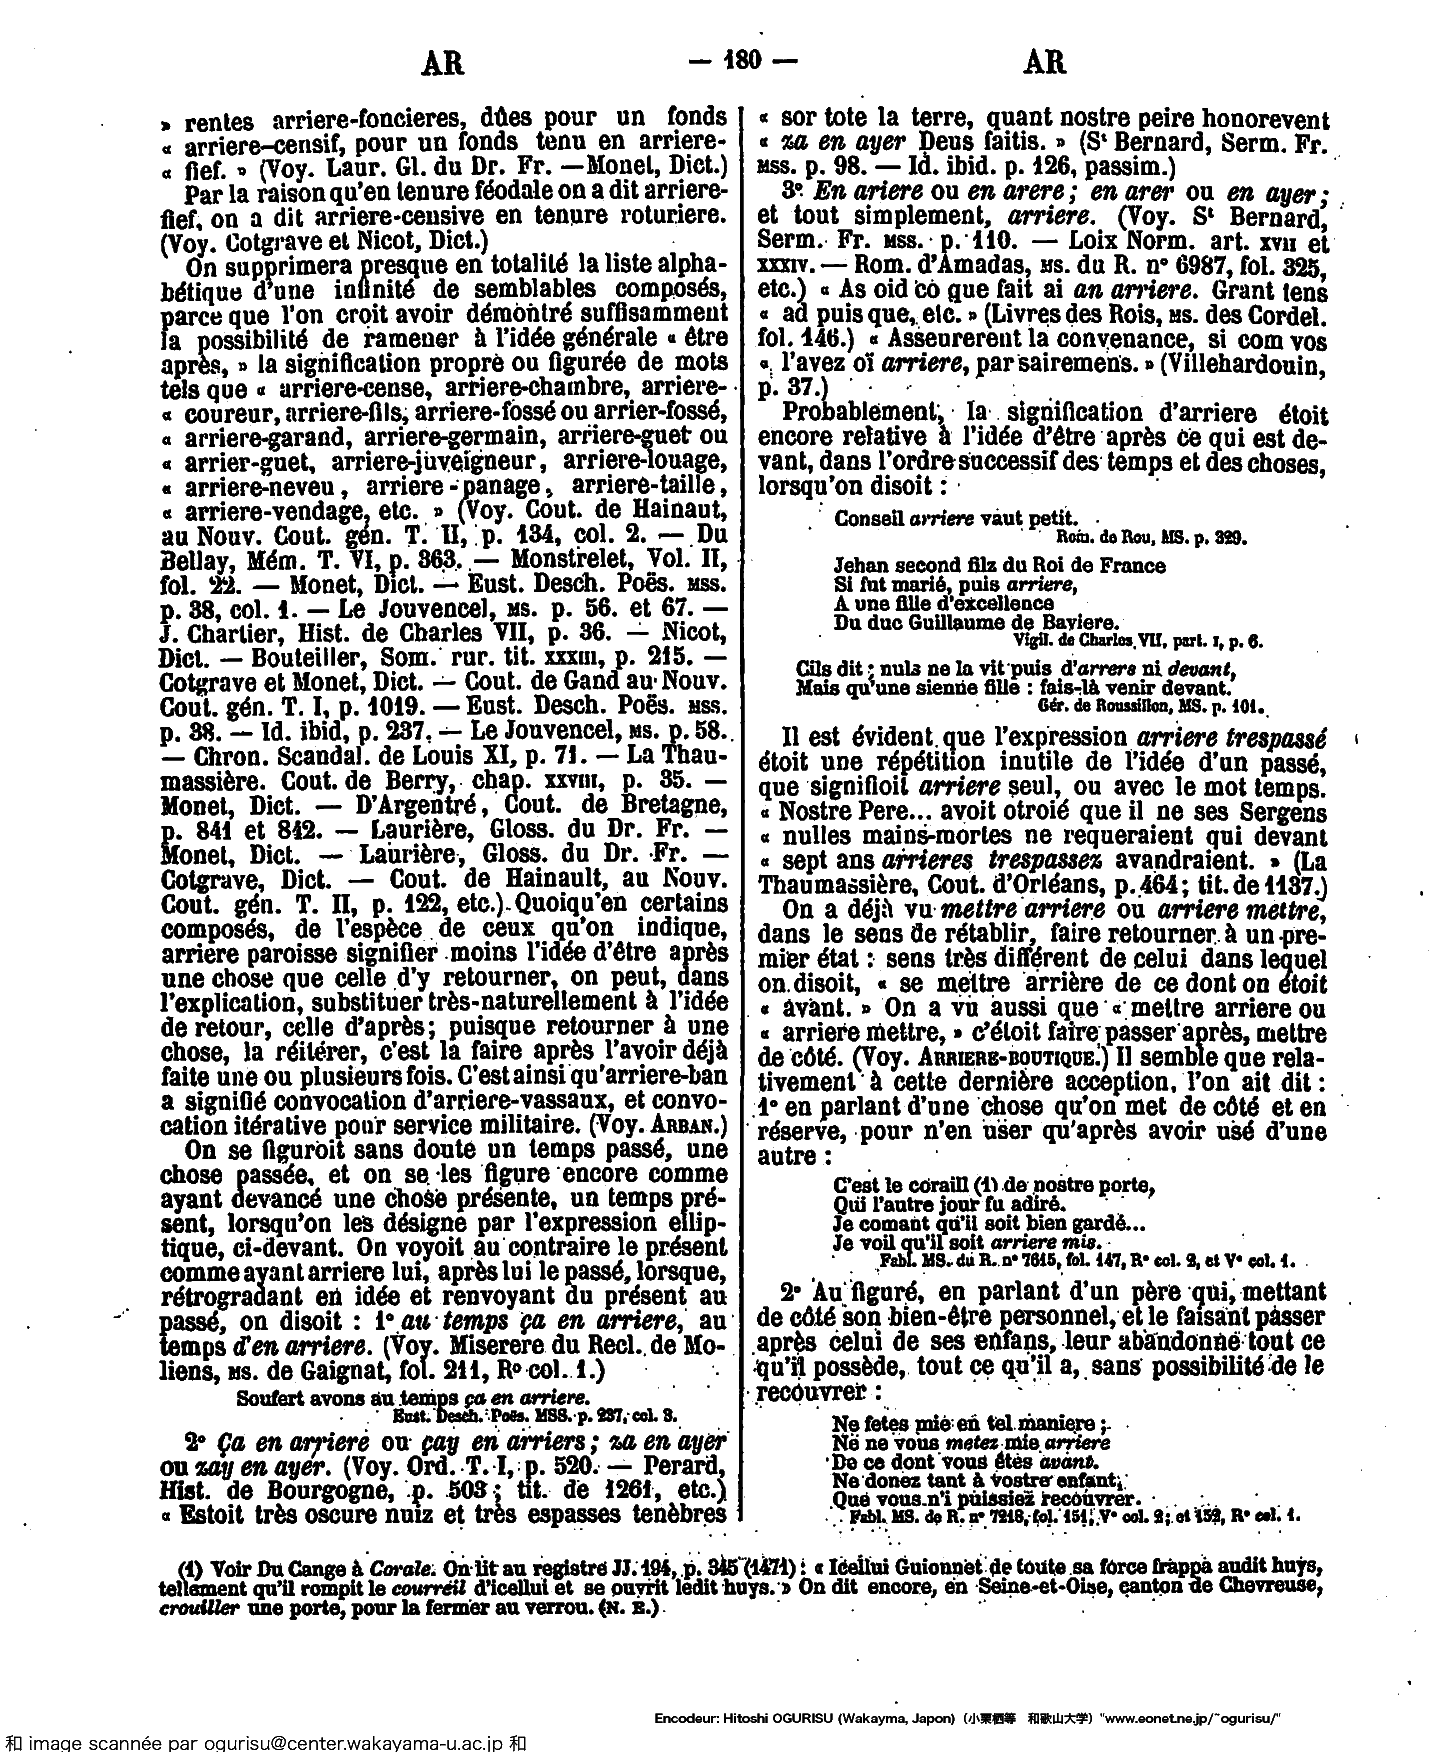 AR
— 180 —
AR
» rentes arriere-foncieres, dûes pour un fonds
« arriere-censif, pour un fonds tenu en arriere-
« fief. » (Voy. Laur. Gl. du Dr. Fr. — Monet, Dict.)
Par la raison qu'en tenure féodale on a dit arriere-
fief, on a dit arriere-censive en tenure roturiere.
(Voy. Cotgrave et Nicot, Dict.)
On supprimera presque en totalité la liste alpha-
bétique d'une infinité de semblables composés,
parce que l'on croit avoir démontré suffisamment
la possibilité de ramener à l'idée générale « être
après, » la signification propre ou figurée de mots
tels que « arriere-cense, arriere-chambre, arriere-
« coureur, arriere-fils, arriere-fossé ou arrier-fossé,
« arriere-garand, arriere-germain, arriere-guet ou
« arrier-guet, arriere-juveigneur, arriere-louage,
« arriere-neveu, arriere-panage, arriere-taille,
« arriere-vendage, etc. » (Voy. Cout. de Hainaut,
au Nouv. Cout. gén. T. II, p. 134, col. 2. — Du
Bellay, Mém. T. VI, p. 363. — Monstrelet, Vol. II,
fol. 22. — Monet, Dict. — Eust. Desch. Poës. MSS.
p. 38, col. 1. — Le Jouvencel, MS. p. 56. et 67. —
J. Chartier, Hist. de Charles VII, p. 36. — Nicot,
Dict. — Bouteiller, Som. rur. tit. XXXIII, p. 215. —
Cotgrave et Monet, Dict. — Cout. de Gand au Nouv.
Cout. gén. T. I, p. 1019. — Eust. Desch. Poës. MSS.
p. 38. — Id. ibid, p. 237. — Le Jouvencel, MS. p. 58.
— Chron. Scandal. de Louis XI, p. 71. — La Thau-
massière. Cout. de Berry, chap. XXVIII, p. 35. —
Monet, Dict. — D'Argentré, Cout. de Bretagne,
p. 841 et 842. — Laurière, Gloss. du Dr. Fr. —
Monet, Dict. — Laurière, Gloss. du Dr. Fr. —
Cotgrave, Dict. — Cout. de Hainault, au Nouv.
Cout. gén. T. II, p. 122, etc.) Quoiqu'en certains
composés, de l'espèce de ceux qu'on indique,
arriere paroisse signifier moins l'idée d'être après
une chose que celle d'y retourner, on peut, dans
l'explication, substituer très-naturellement à l'idée
de retour, celle d'après; puisque retourner à une
chose, la réitérer, c'est la faire après l'avoir déjà
faite une ou plusieurs fois. C'est ainsi qu'arriere-ban
a signifié convocation d'arriere-vassaux, et convo-
cation itérative pour service militaire. (Voy. ARBAN.)
On se figuroit sans doute un temps passé, une
chose passée, et on se les figure encore comme
ayant devancé une chose présente, un temps pré-
sent, lorsqu'on les désigne par l'expression ellip-
tique, ci-devant. On voyoit au contraire le présent
comme ayant arriere lui, après lui le passé, lorsque,
rétrogradant en idée et renvoyant du présent au
passé, on disoit : 1° au temps ça en arriere, au
temps d'en arriere. (Voy. Miserere du Recl. de Mo-
liens, MS. de Gaignat, fol. 211, R° col. 1.)
Soufert avons au temps ça en arriere.
Eust. Desch. Poës. MSS. p. 237, col. 3.
2° Ça en arriere ou çay en arriers; za en ayer
ou zay en ayer. (Voy. Ord. T. I, p. 520. — Perard,
Hist. de Bourgogne, p. 503; tit. de 1261, etc.)
« Estoit très oscure nuiz et très espasses tenèbres
« sor tote la terre, quant nostre peire honorevent
« za en ayer Deus faitis. » (St Bernard, Serm. Fr.
MSS. p. 98. — Id. ibid. p. 126, passim.)
3° En ariere ou en arere; en arer ou en ayer;
et tout simplement, arriere. (Voy. St Bernard,
Serm. Fr. MSS. p. 110. — Loix Norm. art. XVII et
XXXIV. — Rom. d'Amadas, MS. du R. n° 6987, fol. 325,
etc.) « As oid co que fait ai an arriere. Grant tens
« ad puis que, etc. » (Livres des Rois, MS. des Cordel.
fol. 146.) « Asseurerent la convenance, si com vos
« l'avez oï arriere, par sairemens. » (Villehardouin,
p. 37.)
Probablement, la signification d'arriere étoit
encore relative à l'idée d'être après ce qui est de-
vant, dans l'ordre successif des temps et des choses,
lorsqu'on disoit :
Conseil arriere vaut petit.
Rom. de Rou, MS. p. 329.
Jehan second filz du Roi de France
Si fut marié, puis arriere,
A une fille d'excellence
Du duc Guillaume de Baviere.
Vigil. de Charles VII, part. I, p. 6.
Cils dit; nuls ne la vit puis d'arrers ni devant,
Mais qu'une sienne fille : fais-là venir devant.
Gér. de Roussillon, MS. p. 101.
Il est évident que l'expression arriere trespassé
étoit une répétition inutile de l'idée d'un passé,
que signifioit arriere seul, ou avec le mot temps.
« Nostre Pere... avoit otroié que il ne ses Sergens
« nulles mains-mortes ne requeraient qui devant
« sept ans arrieres trespassez avandraient. » (La
Thaumassière, Cout. d'Orléans, p. 464; tit. de 1137.)
On a déjà vu mettre arriere ou arriere mettre,
dans le sens de rétablir, faire retourner à un pre-
mier état : sens très différent de celui dans lequel
on disoit, « se mettre arrière de ce dont on étoit
« avant. » On a vu aussi que « mettre arriere ou
« arriere mettre, » c'étoit faire passer après, mettre
de côté. (Voy. ARRIERE-BOUTIQUE.) Il semble que rela-
tivement à cette dernière acception, l'on ait dit :
1° en parlant d'une chose qu'on met de côté et en
réserve, pour n'en user qu'après avoir usé d'une
autre :
C'est le coraill (1) de nostre porte,
Qui l'autre jour fu adiré.
Je comant qu'il soit bien gardé...
Je voil qu'il soit arriere mis.
Fabl. MS. du R. n° 7615, fol. 147, R° col. 2, et V° col. 1.
2° Au figuré, en parlant d'un père qui, mettant
de côté son bien-être personnel, et le faisant passer
après celui de ses enfans, leur abandonne tout ce
qu'il possède, tout ce qu'il a, sans possibilité de le
recouvrer :
Ne fetes mie en tel maniere;
Ne ne vous metez mie arriere
De ce dont vous êtes avant.
Ne donez tant à vostre enfant,
Que vous n'i puissiez recouvrer.
Fabl. MS. de R. n° 7218, fol. 151, V° col. 2; et 152, R° col. 1.
(1) Voir Du Cange à Corale. On lit au registre JJ. 194, p. 345 (1471) : « Icellui Guionnet de toute sa force frappa audit huys,
tellement qu'il rompit le courreil d'icellui et se ouvrit ledit huys. » On dit encore, en Seine-et-Oise, canton de Chevreuse,
crouiller une porte, pour la fermer au verrou. (N. E.)
Encodeur: Hitoshi OGURISU (Wakayma, Japon) (小栗栖等 和歌山大学) "www.eonet.ne.jp/~ogurisu/"
和 image scannée par ogurisu@center.wakayama-u.ac.jp 和